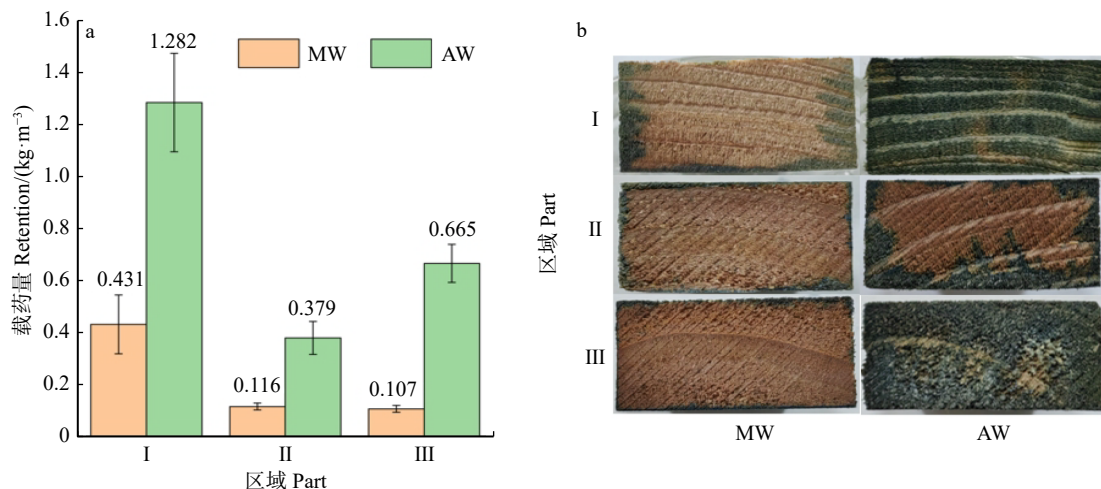 a
1.6
1.4
1.2
1.0
0.8
0.6
0.4
0.2
0
载药量 Retention/(kg·m⁻³)
MW
AW
0.431
1.282
0.116
0.379
0.107
0.665
I
II
III
区域 Part
b
区域 Part
I
II
III
MW
AW